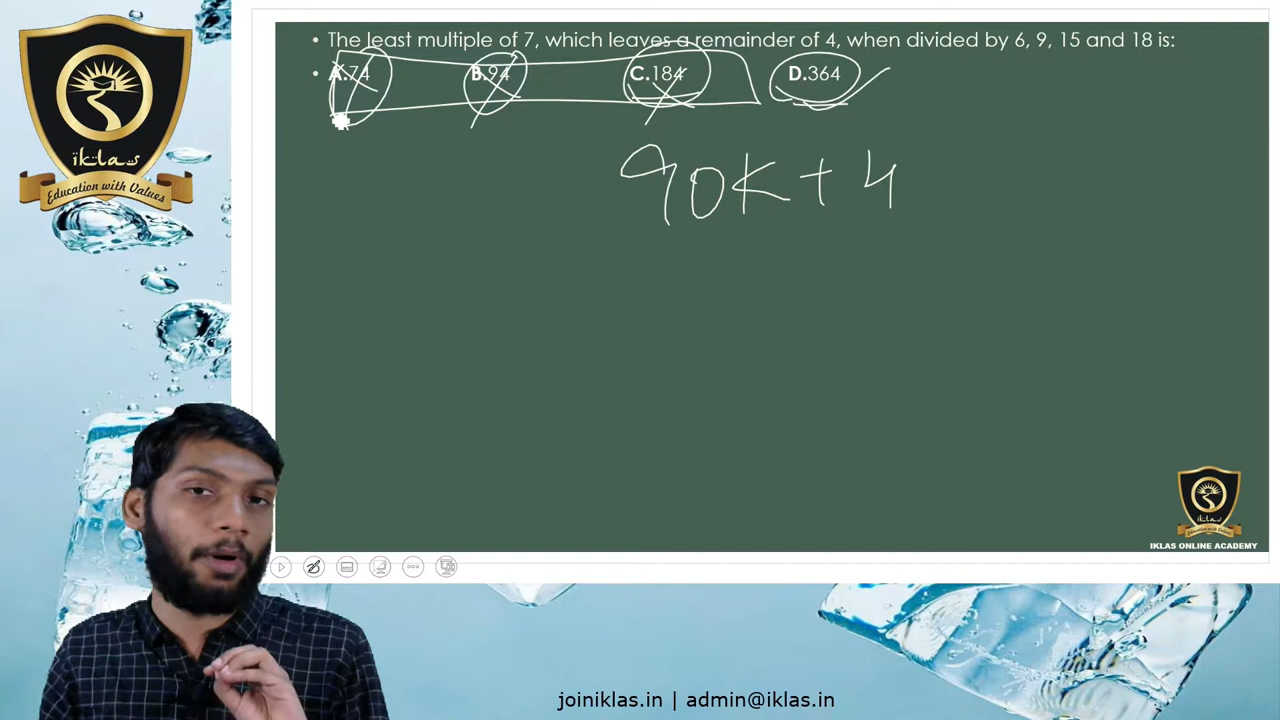 iklas
Education with Values
• The least multiple of 7, which leaves a remainder of 4, when divided by 6, 9, 15 and 18 is:
• A.74 B.94 C.184 D.364
90K+4
IKLAS ONLINE ACADEMY
joiniklas.in | admin@iklas.in